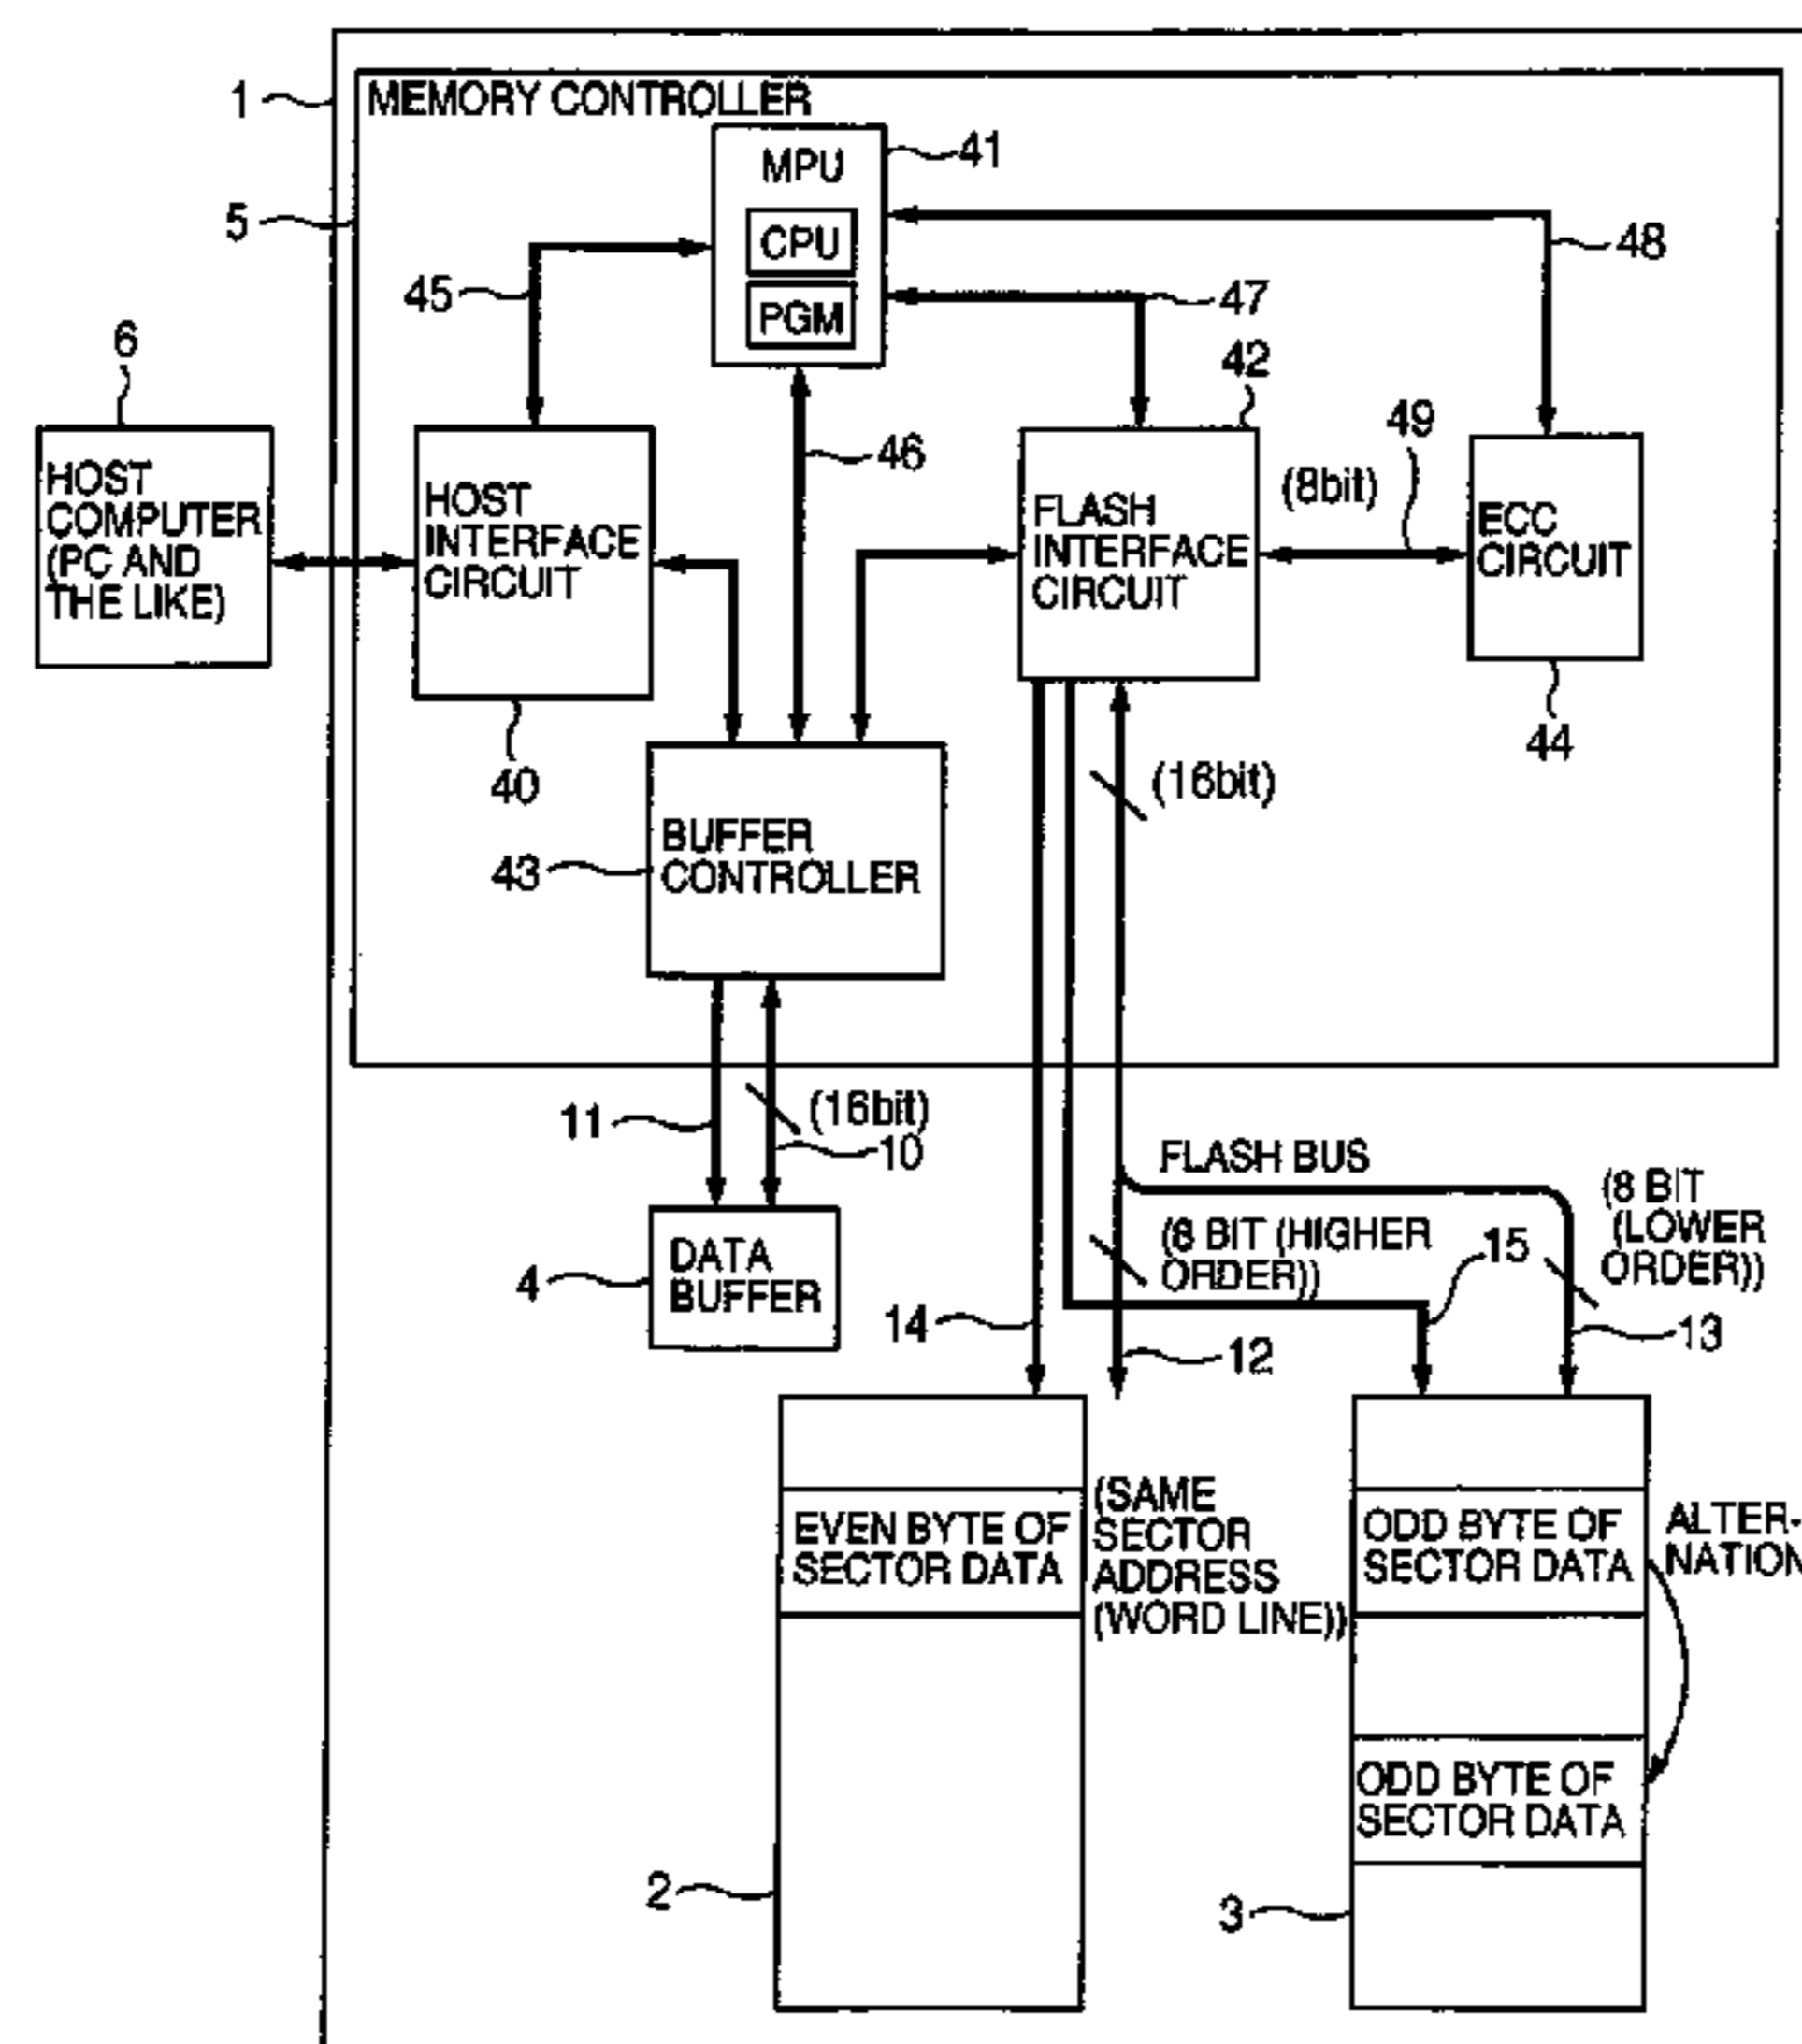 1
MEMORY CONTROLLER
41
MPU
5
CPU
48
45
47
PGM
6
42
49
46
(8bit)
HOST
COMPUTER
(PC AND
THE LIKE)
HOST
INTERFACE
CIRCUIT
FLASH
INTERFACE
CIRCUIT
ECC
CIRCUIT
44
40
(16bit)
BUFFER
CONTROLLER
43
11
(16bit)
10
FLASH BUS
(8 BIT
(LOWER
ORDER))
(8 BIT (HIGHER
ORDER))
15
DATA
BUFFER
4
14
12
13
EVEN BYTE OF
SECTOR DATA
(SAME
SECTOR
ADDRESS
(WORD LINE))
ODD BYTE OF
SECTOR DATA
ALTER-
NATION
ODD BYTE OF
SECTOR DATA
2
3